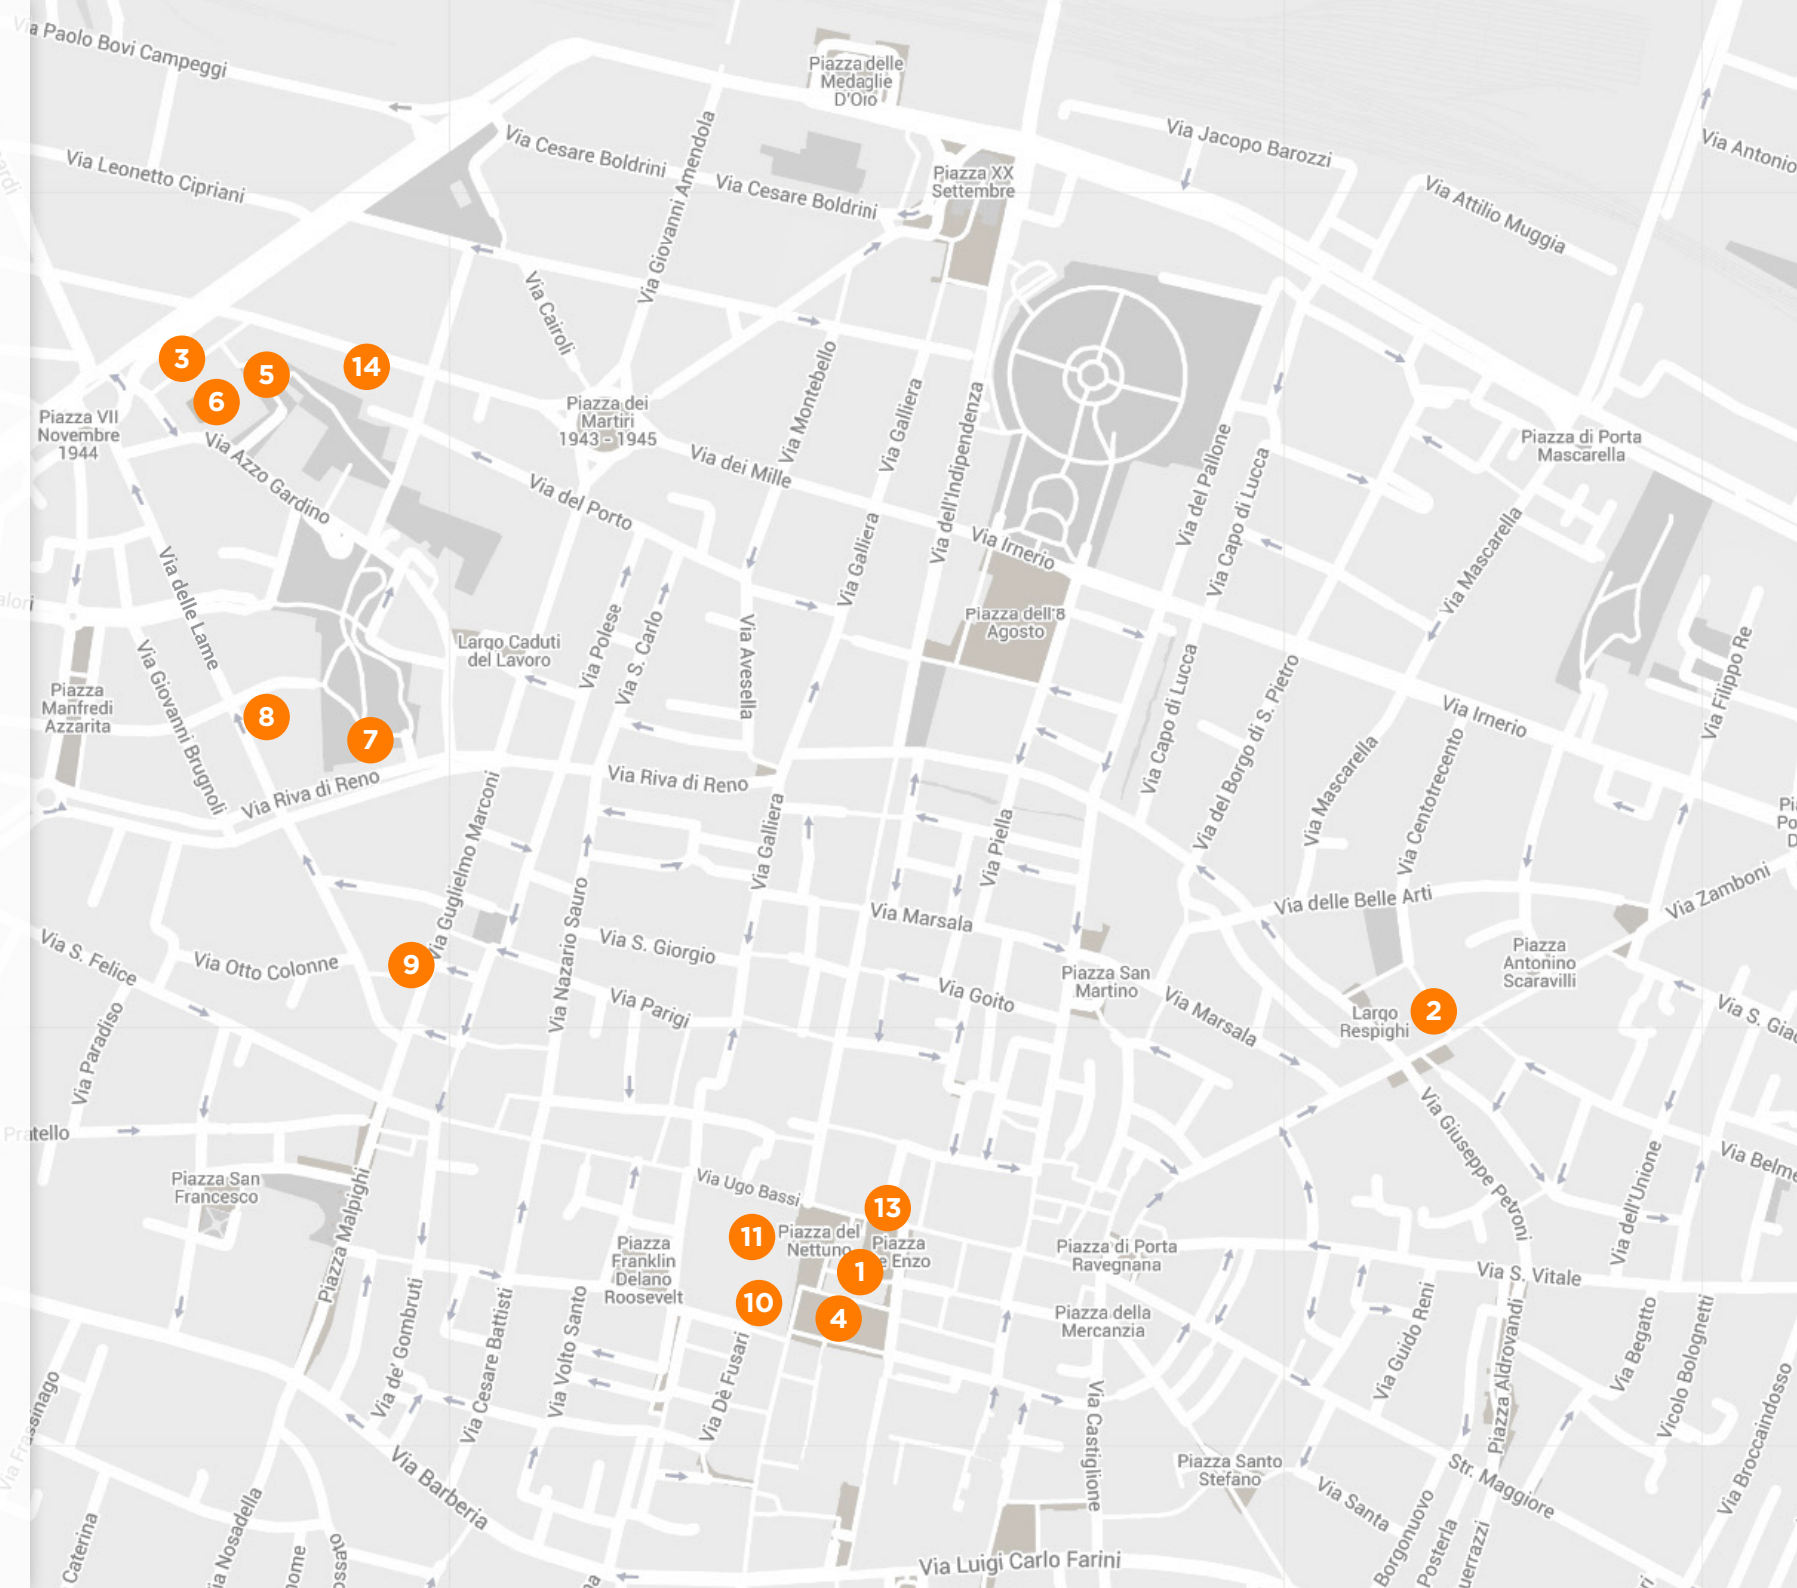 Via Paolo Bovi Campeggi
Piazza delle
Medaglie
D'Oio
Via Jacopo Barozzi
Via Antonio
Via Cesare Boldrini
Via Leonetto Cipriani
Via Giovanni Amendola
Via Cesare Boldrini
Piazza XX
Settembre
Via Attilio Muggia
Via Cairoli
3
5
14
6
Piazza VII
Novembre
1944
Piazza dei
Martiri
1943 - 1945
Via Montebello
Via Galliera
Via dell'Indipendenza
Via del Pallone
Via Capo di Lucca
Piazza di Porta
Mascarella
Via Azzo Gardino
Via dei Mille
Via del Porto
Via Galliera
Via Irnerio
Via Mascarella
Via delle Lame
alori
Via Polese
Via S. Carlo
Via Avesella
Piazza dell'8
Agosto
Largo Caduti
del Lavoro
Via Giovanni Brugnoli
Via Capo di Lucca
Via del Borgo di S. Pietro
Via Filippo Re
Piazza
Manfredi
Azzarita
8
7
Via Irnerio
Via Riva di Reno
Via Riva di Reno
Via Mascarella
Via Centotrecento
Via Guglielmo Marconi
Via Galliera
Via Piella
Via delle Belle Arti
Via Zamboni
Via Nazario Sauro
Via Marsala
Via S. Felice
Via Otto Colonne
9
Via S. Giorgio
Via Goito
Piazza San
Martino
Via Marsala
Piazza
Antonino
Scaravilli
Via Paradiso
Via Parigi
Largo
Respighi
2
Via S. Giac
Pratello
Via Giuseppe Petroni
Via dell'Unione
Via Belme
Piazza San
Francesco
Piazza Malpighi
Via Ugo Bassi
13
11
Piazza del
Nettuno
Piazza
e Enzo
1
10
4
Piazza
Franklin
Delano
Roosevelt
Piazza di Porta
Ravegnana
Via S. Vitale
Via de' Gombruti
Via Cesare Battisti
Via Volto Santo
Via Dè Fusari
Piazza della
Mercanzia
Via Guido Reni
Piazza Aldrovandi
Via Begatto
Vicolo Bolognetti
Via Broccaindosso
Via Frassinago
Via Barberia
Via Castiglione
Piazza Santo
Stefano
Via Santa
Str. Maggiore
Caterina
ia Nosadella
ome
ossato
Via Luigi Carlo Farini
Borgonuovo
Posterla
uerrazzi